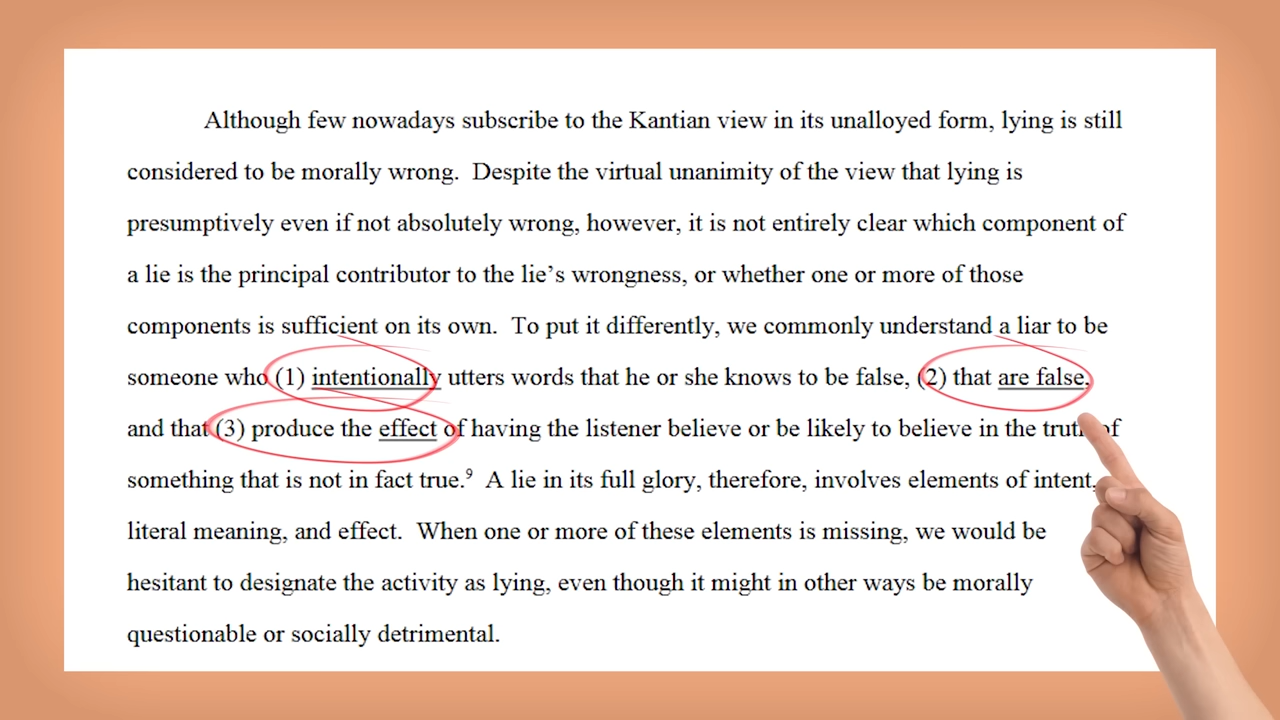 Although few nowadays subscribe to the Kantian view in its unalloyed form, lying is still
considered to be morally wrong.  Despite the virtual unanimity of the view that lying is
presumptively even if not absolutely wrong, however, it is not entirely clear which component of
a lie is the principal contributor to the lie’s wrongness, or whether one or more of those
components is sufficient on its own.  To put it differently, we commonly understand a liar to be
someone who (1) intentionally utters words that he or she knows to be false, (2) that are false,
and that (3) produce the effect of having the listener believe or be likely to believe in the truth of
something that is not in fact true.⁹  A lie in its full glory, therefore, involves elements of intent,
literal meaning, and effect.  When one or more of these elements is missing, we would be
hesitant to designate the activity as lying, even though it might in other ways be morally
questionable or socially detrimental.